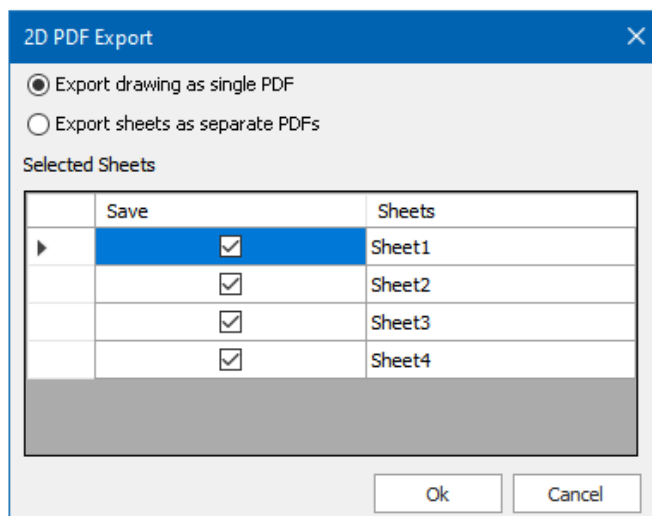 2D PDF Export
Export drawing as single PDF
Export sheets as separate PDFs
Selected Sheets
Save Sheets
Sheet1
Sheet2
Sheet3
Sheet4
Ok Cancel